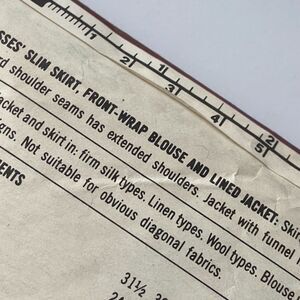 1 2 3 4 5
SSES' SLIM SKIRT, FRONT-WRAP BLOUSE AND LINED JACKET: Skir
rd shoulder seams has extended shoulders. Jacket with funnel n
acket and skirt in: firm silk types. Linen types. Wool types. Blouse
igns. Not suitable for obvious diagonal fabrics.
ENTS
31½